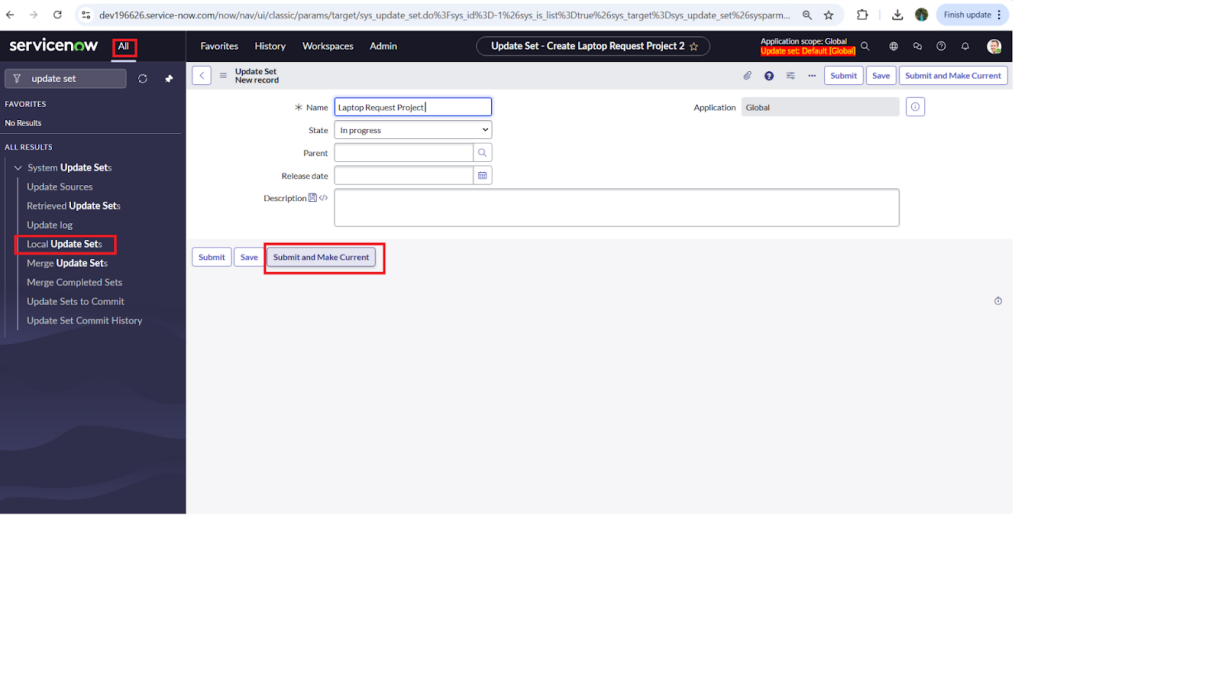 dev196626.service-now.com/now/nav/ui/classic/params/target/sys_update_set.do%3Fsys_id%3D-1%26sys_is_list%3Dtrue%26sys_target%3Dsys_update_set%26sysparm...
Finish update
servicenow
All
Favorites
History
Workspaces
Admin
Update Set - Create Laptop Request Project 2
Application scope: Global
Update set: Default [Global]
update set
Update Set
New record
Submit
Save
Submit and Make Current
FAVORITES
No Results
ALL RESULTS
System Update Sets
Update Sources
Retrieved Update Sets
Update log
Local Update Sets
Merge Update Sets
Merge Completed Sets
Update Sets to Commit
Update Set Commit History
Name
Laptop Request Project
Application
Global
State
In progress
Parent
Release date
Description
Submit
Save
Submit and Make Current